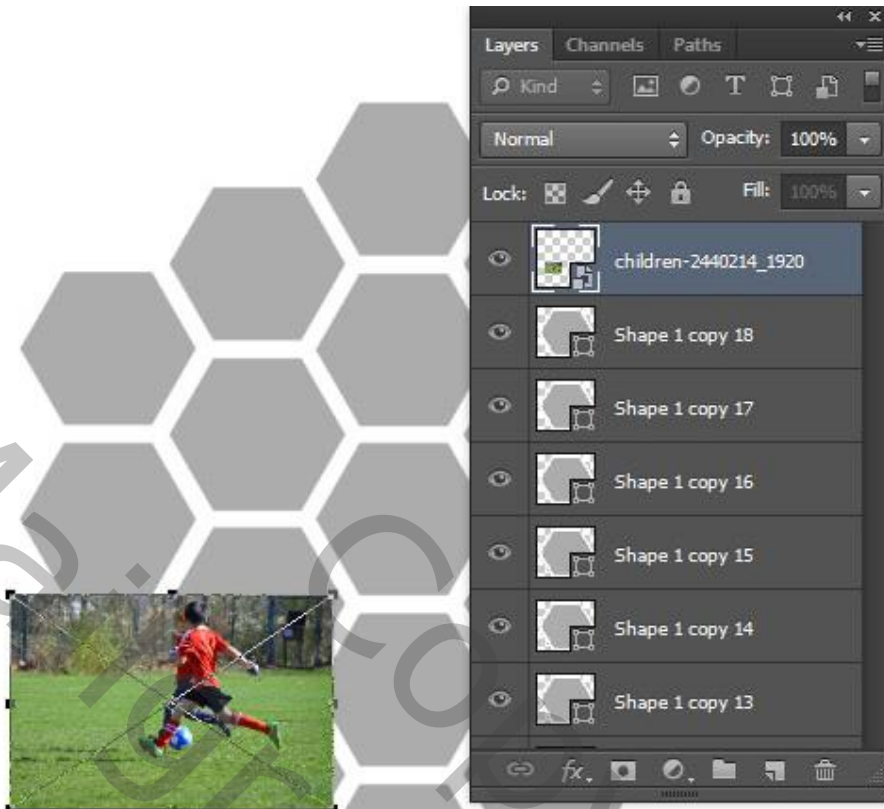 Layers Channels Paths
Kind T
Normal Opacity: 100%
Lock: Fill: 100%
children-2440214_1920
Shape 1 copy 18
Shape 1 copy 17
Shape 1 copy 16
Shape 1 copy 15
Shape 1 copy 14
Shape 1 copy 13
fx.